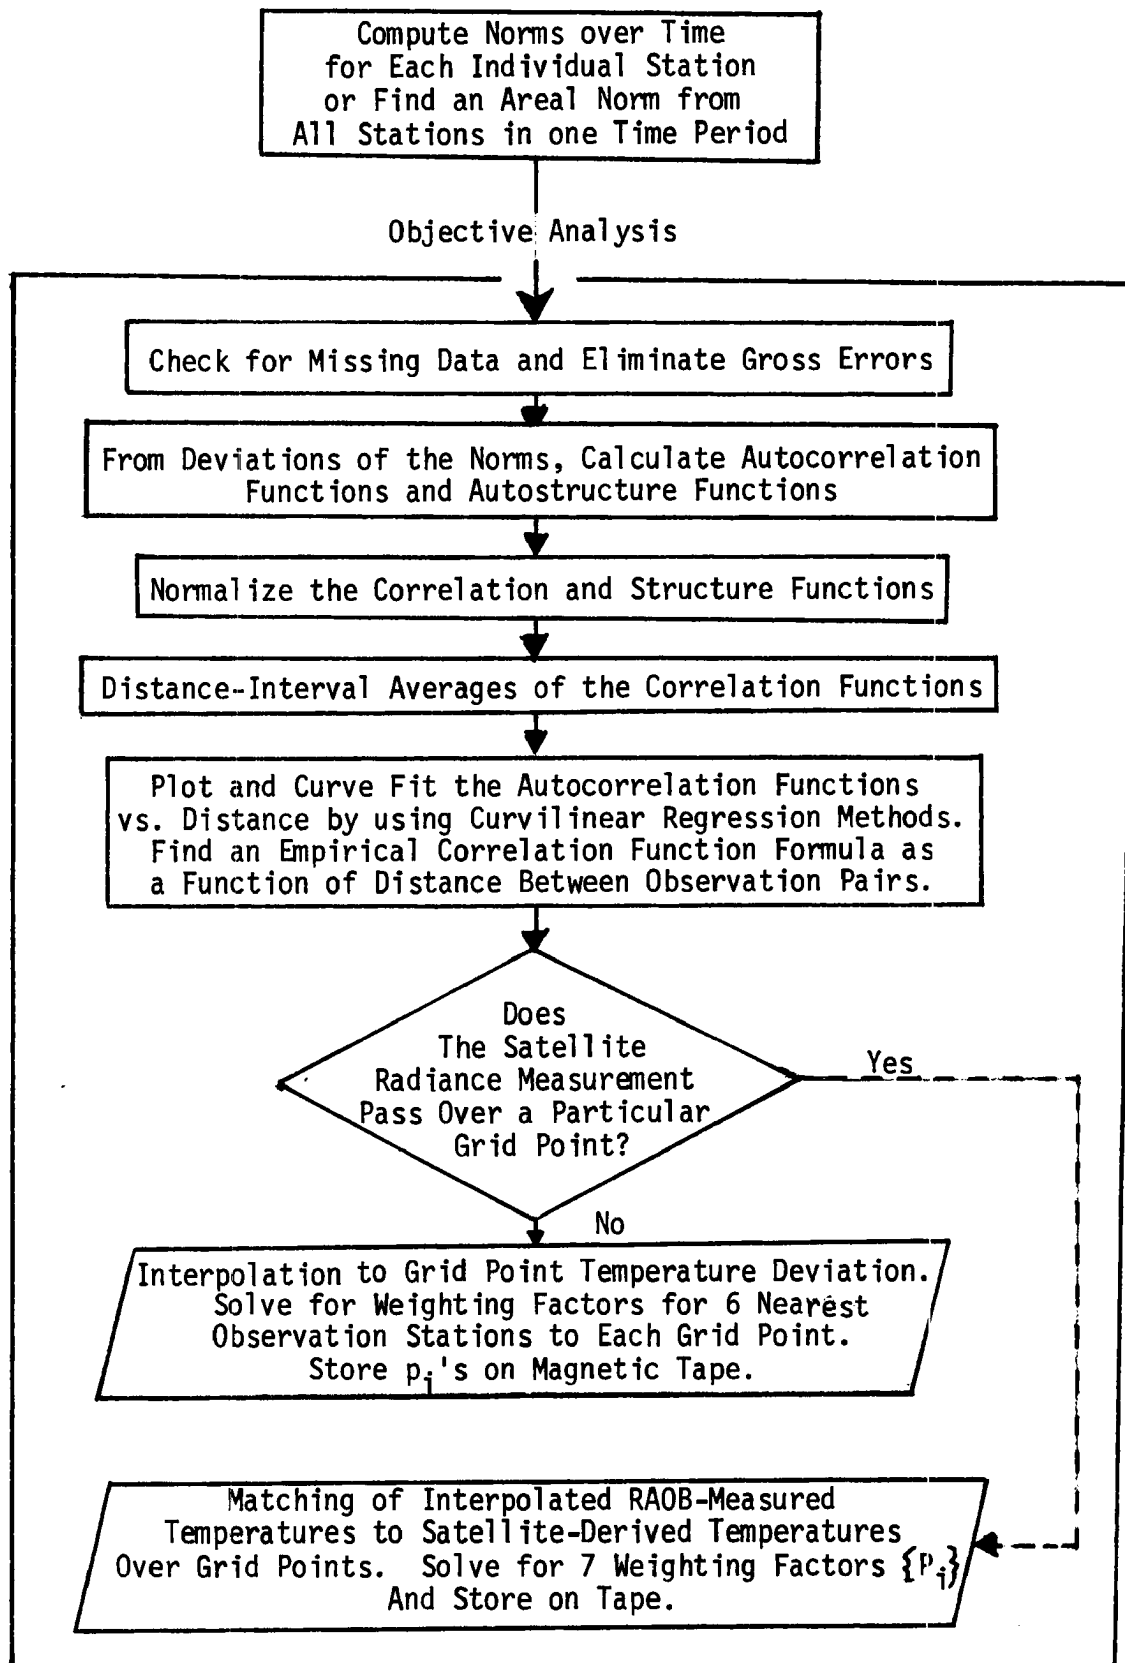 Compute Norms over Time
for Each Individual Station
or Find an Areal Norm from
All Stations in one Time Period
Objective Analysis
Check for Missing Data and Eliminate Gross Errors
From Deviations of the Norms, Calculate Autocorrelation
Functions and Autostructure Functions
Normalize the Correlation and Structure Functions
Distance-Interval Averages of the Correlation Functions
Plot and Curve Fit the Autocorrelation Functions
vs. Distance by using Curvilinear Regression Methods.
Find an Empirical Correlation Function Formula as
a Function of Distance Between Observation Pairs.
Does
The Satellite
Radiance Measurement
Pass Over a Particular
Grid Point?
Yes
No
Interpolation to Grid Point Temperature Deviation.
Solve for Weighting Factors for 6 Nearest
Observation Stations to Each Grid Point.
Store pi's on Magnetic Tape.
Matching of Interpolated RAOB-Measured
Temperatures to Satellite-Derived Temperatures
Over Grid Points. Solve for 7 Weighting Factors {Pi}
And Store on Tape.